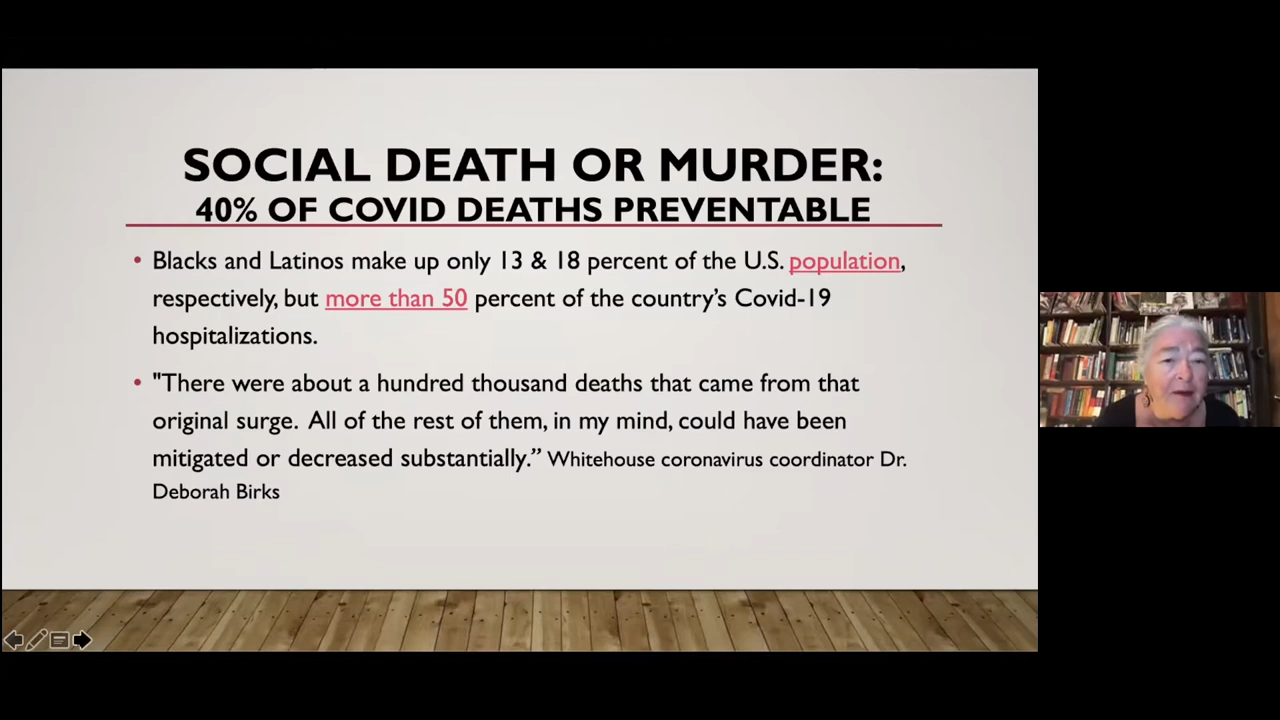 SOCIAL DEATH OR MURDER:
40% OF COVID DEATHS PREVENTABLE
• Blacks and Latinos make up only 13 & 18 percent of the U.S. population,
respectively, but more than 50 percent of the country’s Covid-19
hospitalizations.
• "There were about a hundred thousand deaths that came from that
original surge. All of the rest of them, in my mind, could have been
mitigated or decreased substantially.” Whitehouse coronavirus coordinator Dr.
Deborah Birks